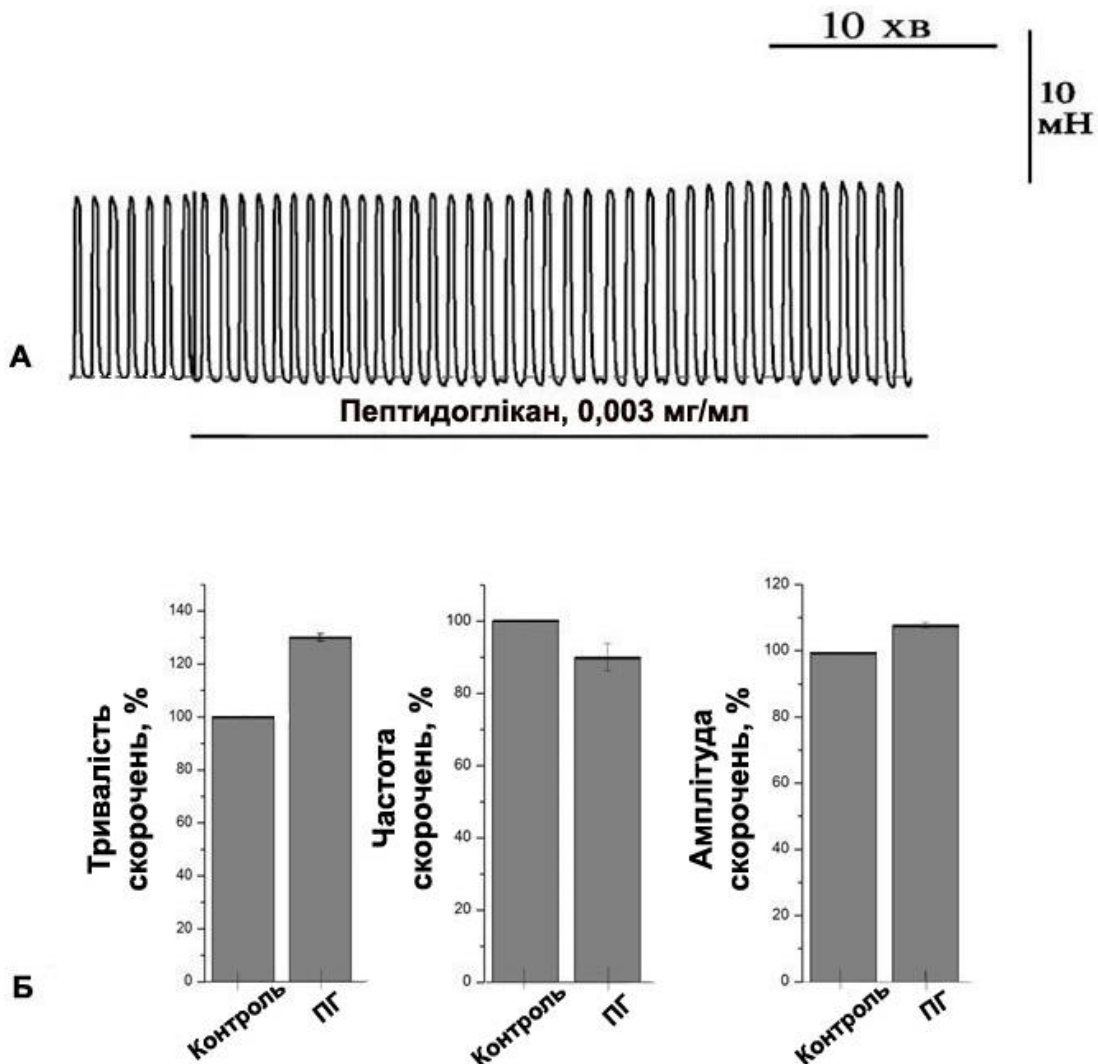 10 хв
10
мН
А
Пептидоглікан, 0,003 мг/мл
Б
Тривалість
скорочень, %
140
120
100
80
60
40
20
0
Контроль
ПГ
Частота
скорочень, %
100
80
60
40
20
0
Контроль
ПГ
Амплітуда
скорочень, %
120
100
80
60
40
20
0
Контроль
ПГ